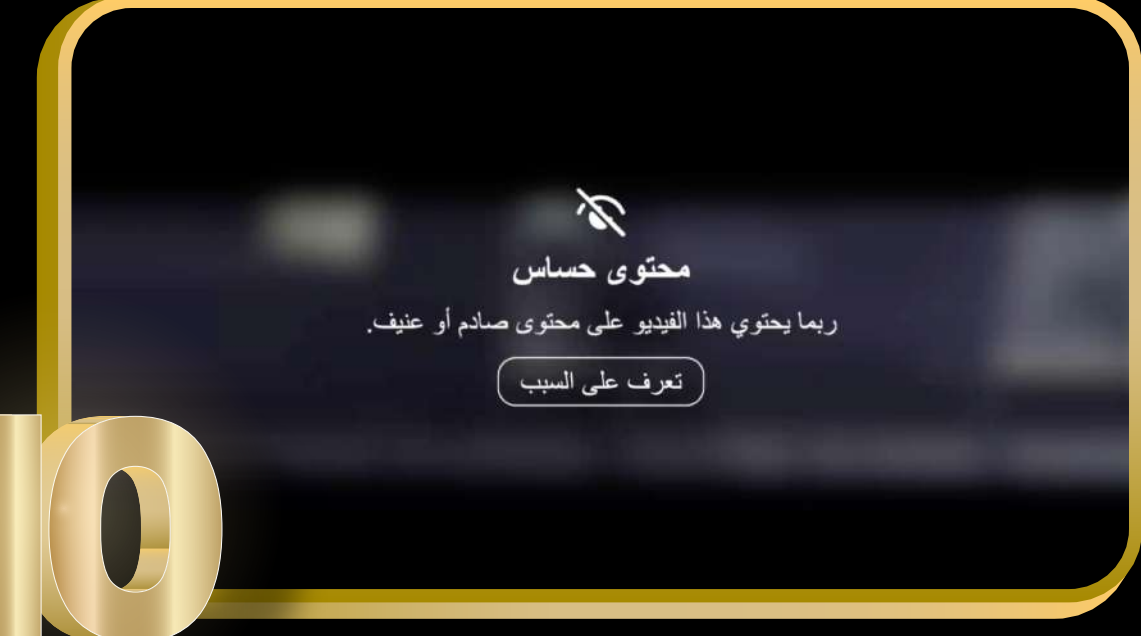 محتوى حساس
ربما يحتوي هذا الفيديو على محتوى صادم أو عنيف.
تعرف على السبب
10